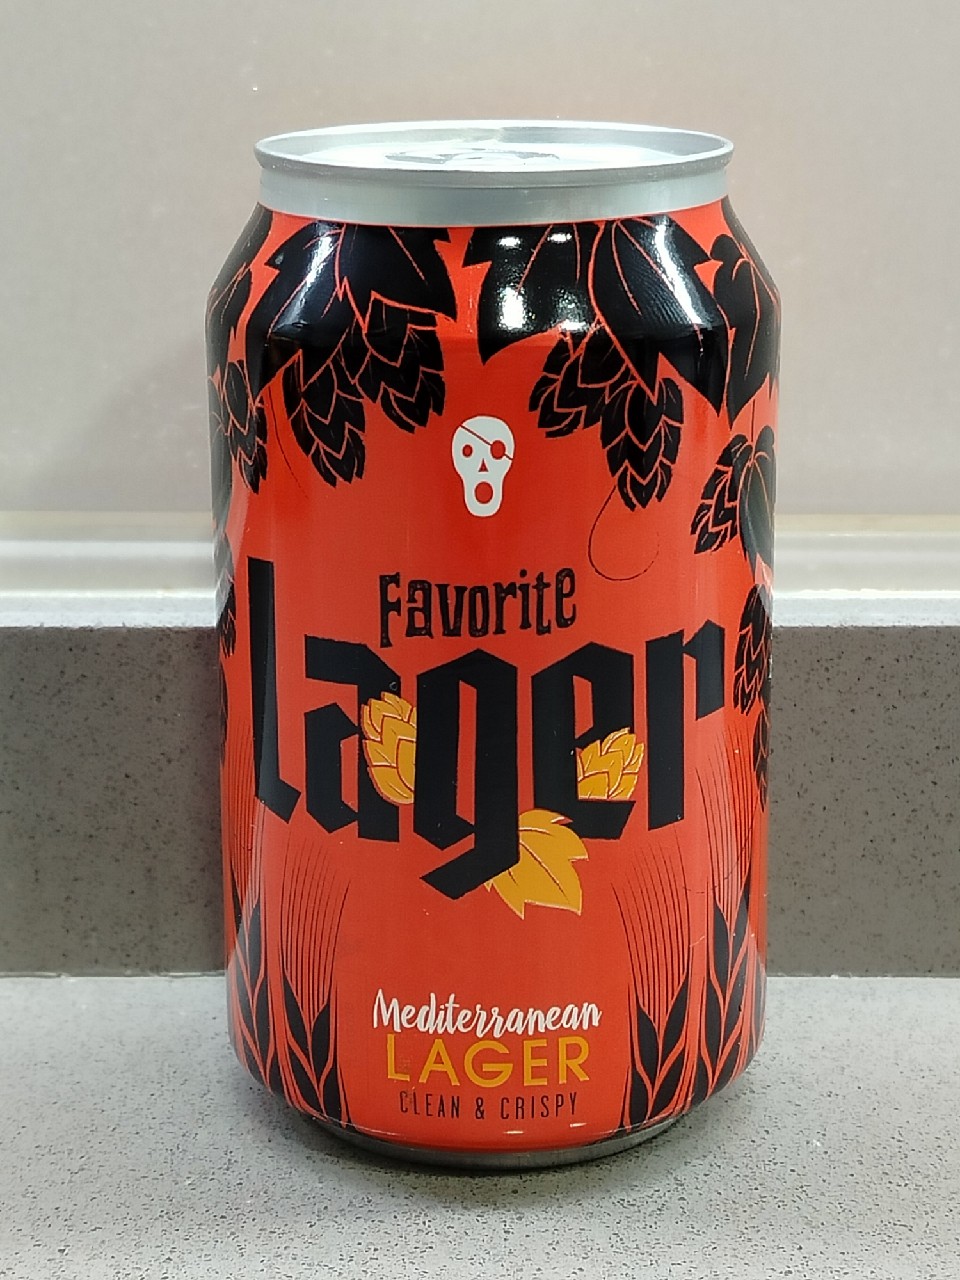 Favorite
Lager
Mediterranean
LAGER
CLEAN & CRISPY